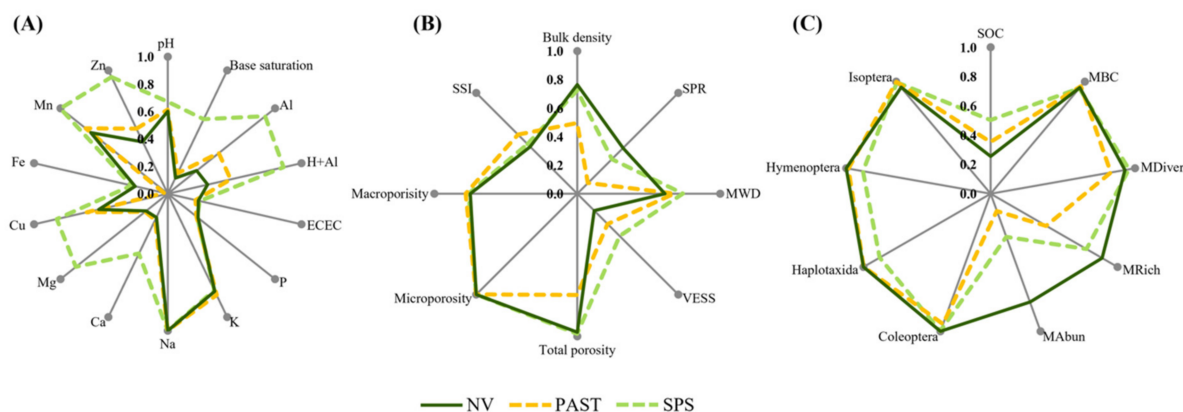 (A)
pH
Base saturation
Al
H+Al
ECEC
P
K
Na
Ca
Mg
Cu
Fe
Mn
Zn
1.0
0.8
0.6
0.4
0.2
0.0
(B)
Bulk density
SPR
MWD
VESS
Total porosity
Microporosity
Macroporisity
SSI
1.0
0.8
0.6
0.4
0.2
0.0
(C)
SOC
MBC
MDiver
MRich
MAbun
Coleoptera
Haplotaxida
Hymenoptera
Isoptera
1.0
0.8
0.6
0.4
0.2
0.0
NV PAST SPS